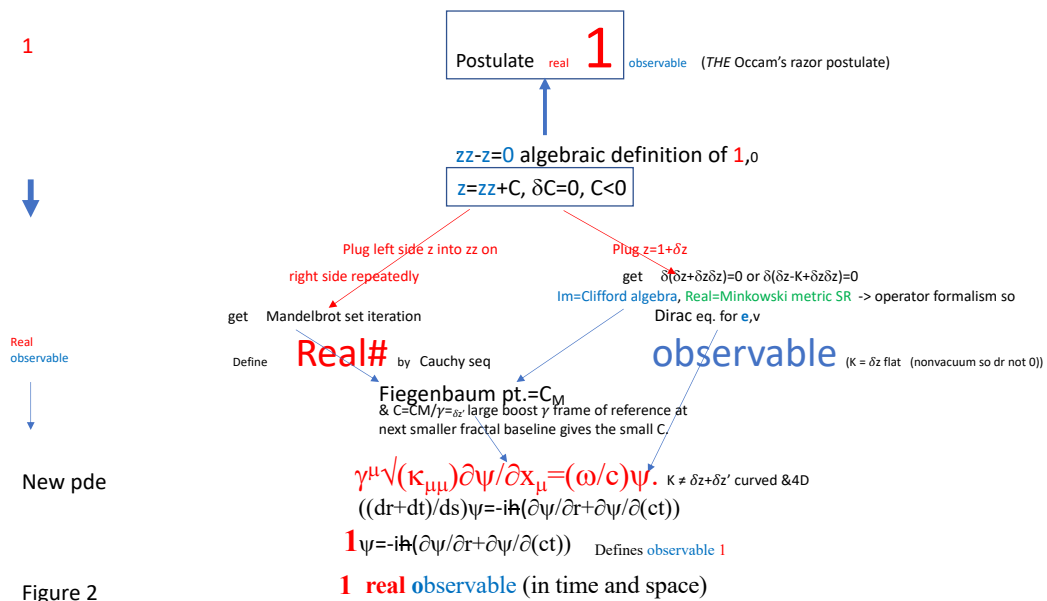 1
Postulate real 1 observable (THE Occam's razor postulate)
zz-z=0 algebraic definition of 1,0
z=zz+C, δC=0, C<0
Plug left side z into zz on
right side repeatedly
Plug z=1+δz
get δ(δz+δzδz)=0 or δ(δz-K+δzδz)=0
Im=Clifford algebra, Real=Minkowski metric SR -> operator formalism so
get Mandelbrot set iteration
Dirac eq. for e,v
Real
observable
Define Real# by Cauchy seq
observable (K = δz flat (nonvacuum so dr not 0))
Fiegenbaum pt.=C_M
& C=CM/γ=δz' large boost γ frame of reference at
next smaller fractal baseline gives the small C.
New pde
γ^μ√(κ_μμ)∂ψ/∂x_μ=(ω/c)ψ. K ≠ δz+δz' curved &4D
((dr+dt)/ds)ψ=-iħ(∂ψ/∂r+∂ψ/∂(ct))
1ψ=-iħ(∂ψ/∂r+∂ψ/∂(ct)) Defines observable 1
Figure 2
1 real observable (in time and space)